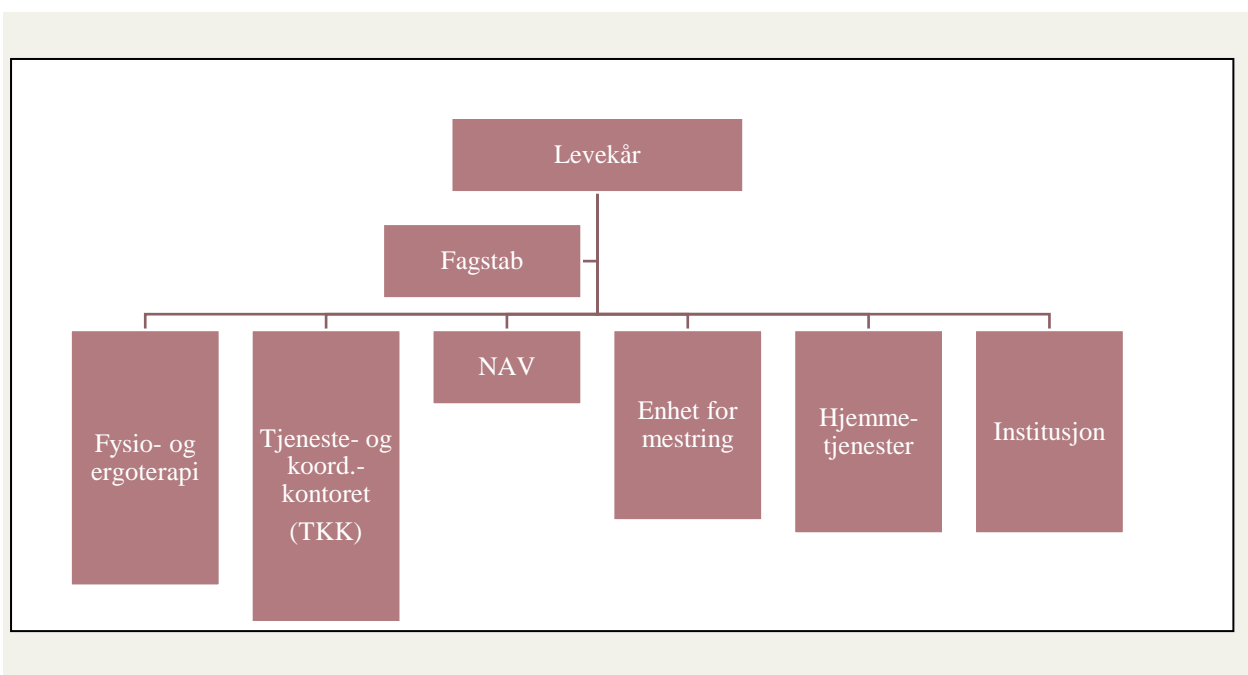 Levekår
Fagstab
Fysio- og
ergoterapi
Tjeneste- og
koord.-
kontoret
(TKK)
NAV
Enhet for
mestring
Hjemme-
tjenester
Institusjon